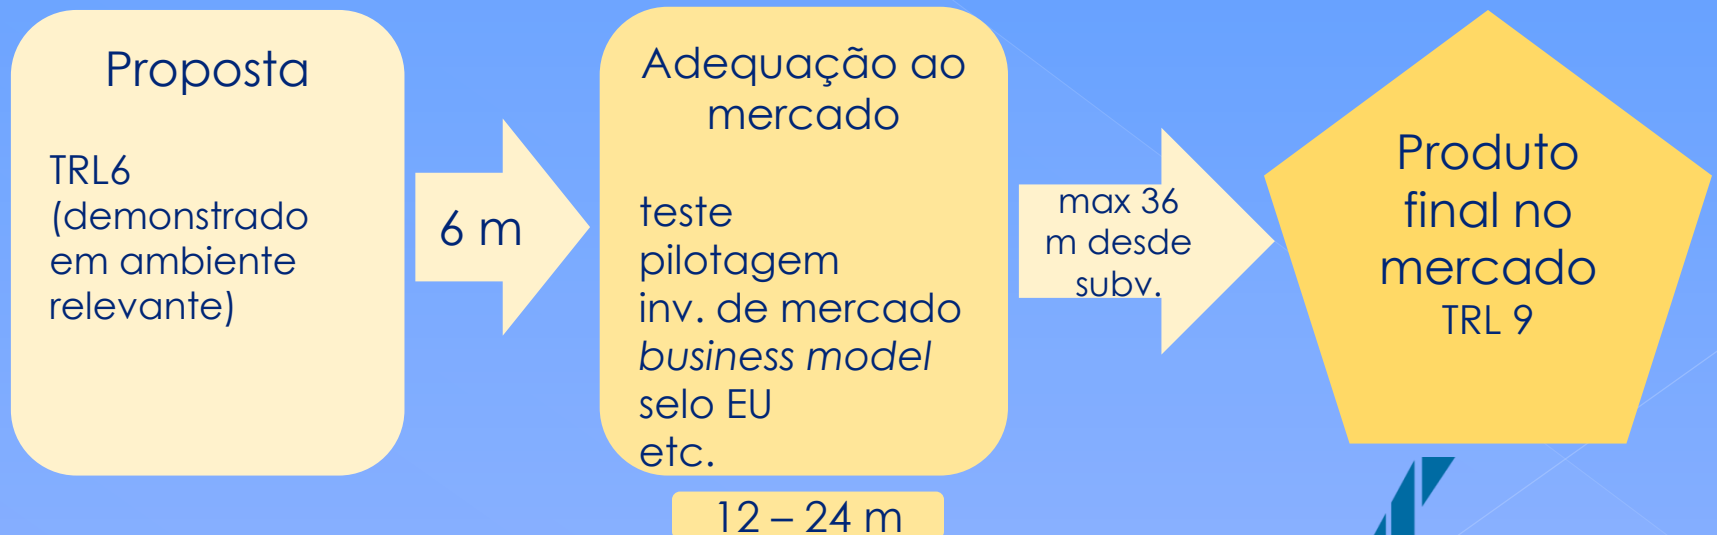 Proposta
TRL6
(demonstrado
em ambiente
relevante)
6 m
Adequação ao
mercado
teste
pilotagem
inv. de mercado
business model
selo EU
etc.
12 – 24 m
max 36
m desde
subv.
Produto
final no
mercado
TRL 9